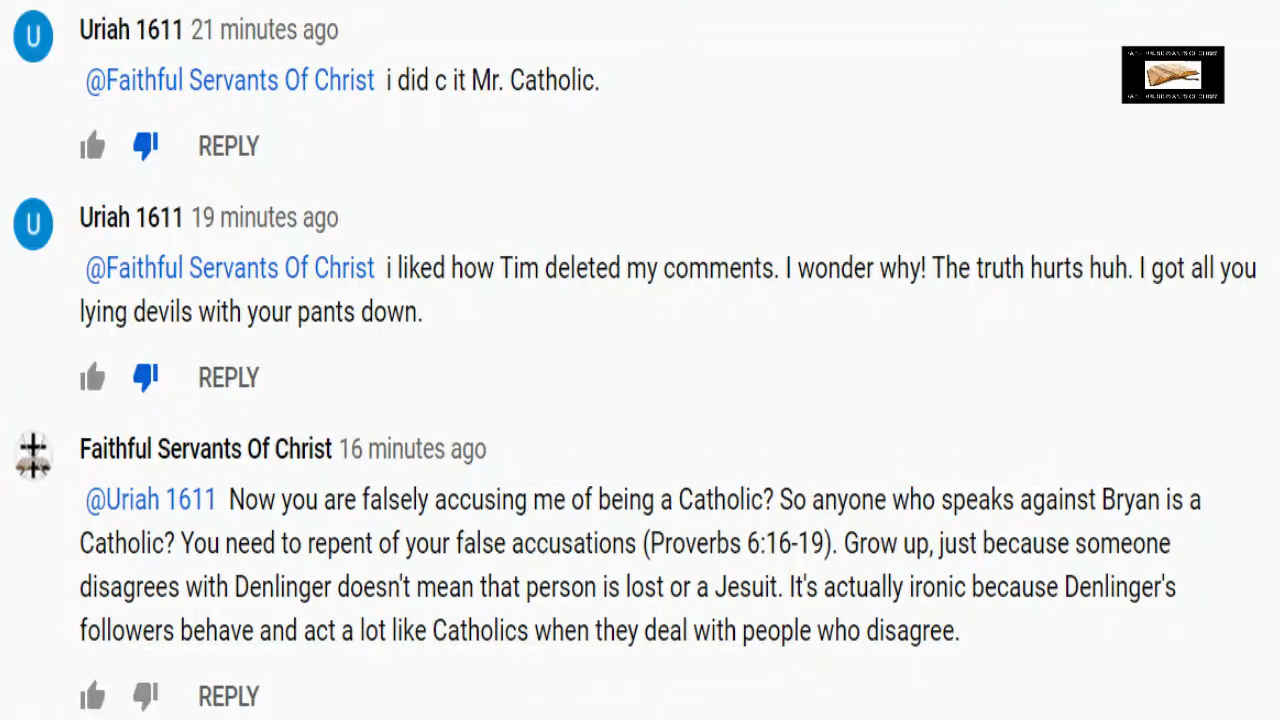 U
Uriah 1611 21 minutes ago
@Faithful Servants Of Christ i did c it Mr. Catholic.
REPLY
U
Uriah 1611 19 minutes ago
@Faithful Servants Of Christ i liked how Tim deleted my comments. I wonder why! The truth hurts huh. I got all you
lying devils with your pants down.
REPLY
Faithful Servants Of Christ 16 minutes ago
@Uriah 1611 Now you are falsely accusing me of being a Catholic? So anyone who speaks against Bryan is a
Catholic? You need to repent of your false accusations (Proverbs 6:16-19). Grow up, just because someone
disagrees with Denlinger doesn't mean that person is lost or a Jesuit. It's actually ironic because Denlinger's
followers behave and act a lot like Catholics when they deal with people who disagree.
REPLY